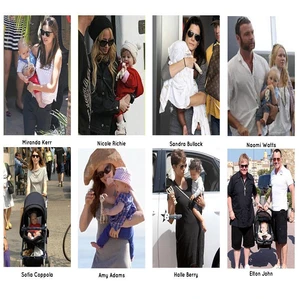 Miranda Kerr
Nicole Richie
Sandra Bullock
Naomi Watts
Sofia Coppola
Amy Adams
Halle Berry
Elton John